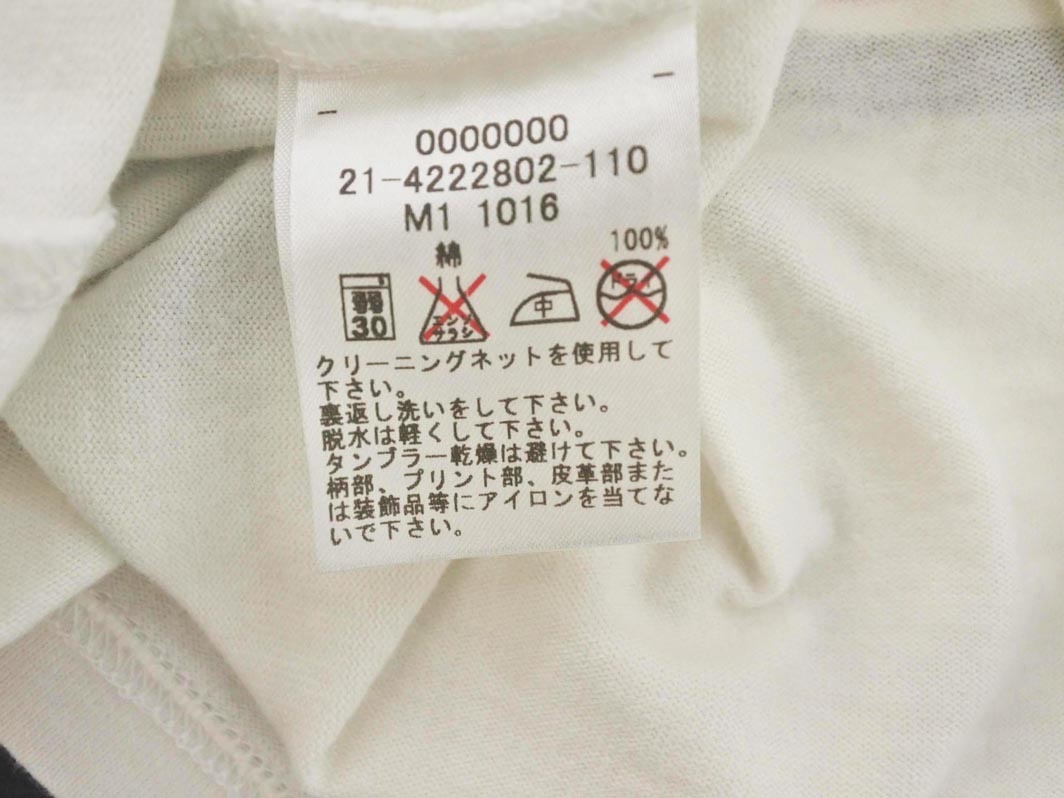 0000000
21-4222802-110
M1 1016
綿 100%
弱 30 エンソサラシ 中 ドライ
クリーニングネットを使用して
下さい。
裏返し洗いをして下さい。
脱水は軽くして下さい。
タンブラー乾燥は避けて下さい。
柄部、プリント部、皮革部また
は装飾品等にアイロンを当てな
いで下さい。